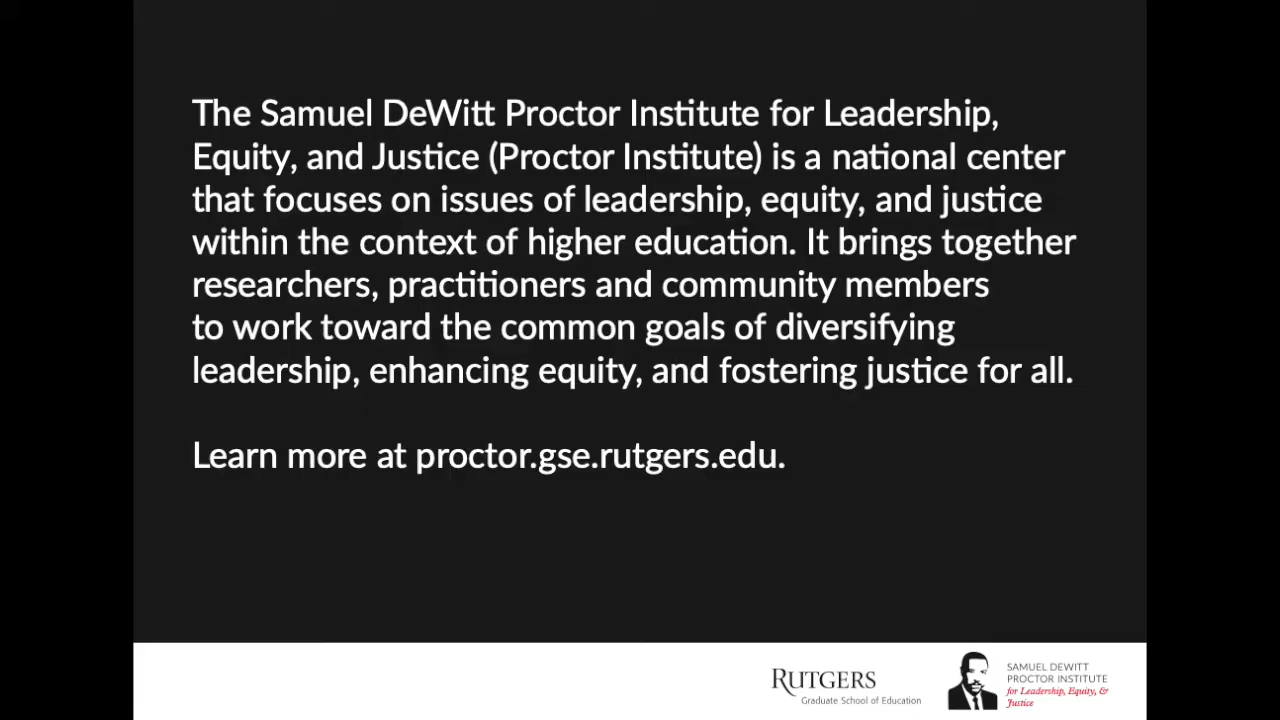 The Samuel DeWitt Proctor Institute for Leadership,
Equity, and Justice (Proctor Institute) is a national center
that focuses on issues of leadership, equity, and justice
within the context of higher education. It brings together
researchers, practitioners and community members
to work toward the common goals of diversifying
leadership, enhancing equity, and fostering justice for all.
Learn more at proctor.gse.rutgers.edu.
RUTGERS
Graduate School of Education
SAMUEL DEWITT
PROCTOR INSTITUTE
for Leadership, Equity, &
Justice